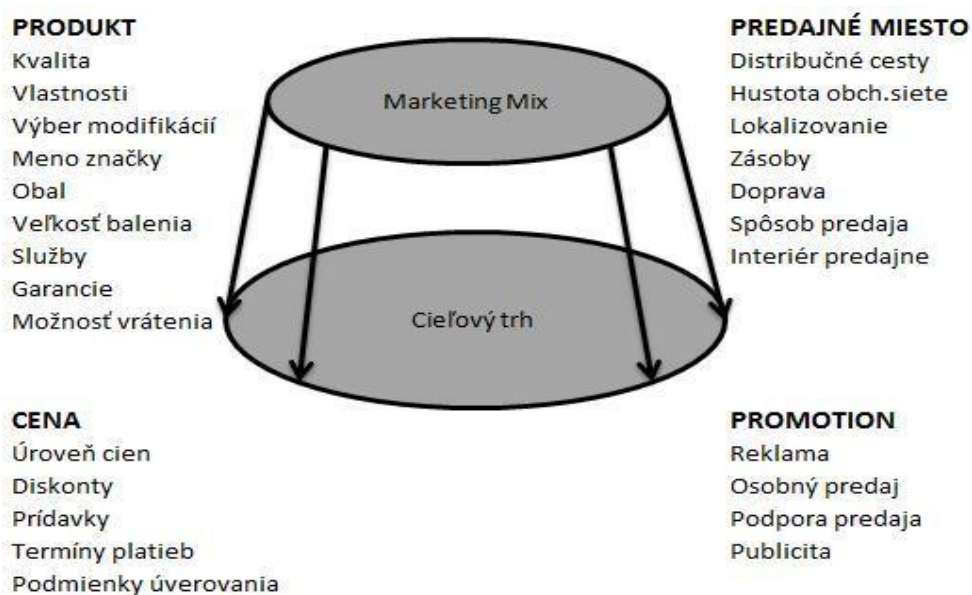 PRODUKT
Kvalita
Vlastnosti
Výber modifikácií
Meno značky
Obal
Veľkosť balenia
Služby
Garancie
Možnosť vrátenia
Marketing Mix
Cieľový trh
PREDAJNÉ MIESTO
Distribučné cesty
Hustota obch.siete
Lokalizovanie
Zásoby
Doprava
Spôsob predaja
Interiér predajne
CENA
Úroveň cien
Diskonty
Prídavky
Termíny platieb
Podmienky úverovania
PROMOTION
Reklama
Osobný predaj
Podpora predaja
Publicita